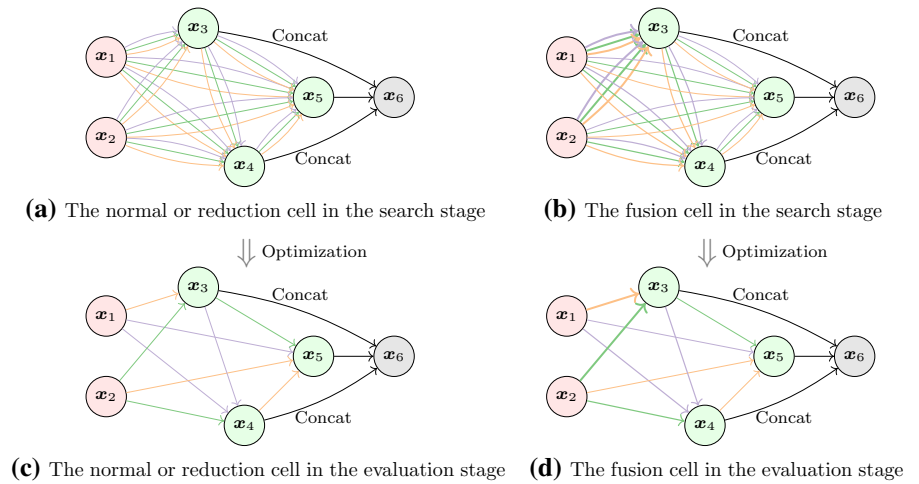 x₁
x₂
x₃
x₄
x₅
x₆
Concat
Concat
(a) The normal or reduction cell in the search stage
x₁
x₂
x₃
x₄
x₅
x₆
Concat
Concat
(b) The fusion cell in the search stage
Optimization
Optimization
x₁
x₂
x₃
x₄
x₅
x₆
Concat
Concat
(c) The normal or reduction cell in the evaluation stage
x₁
x₂
x₃
x₄
x₅
x₆
Concat
Concat
(d) The fusion cell in the evaluation stage